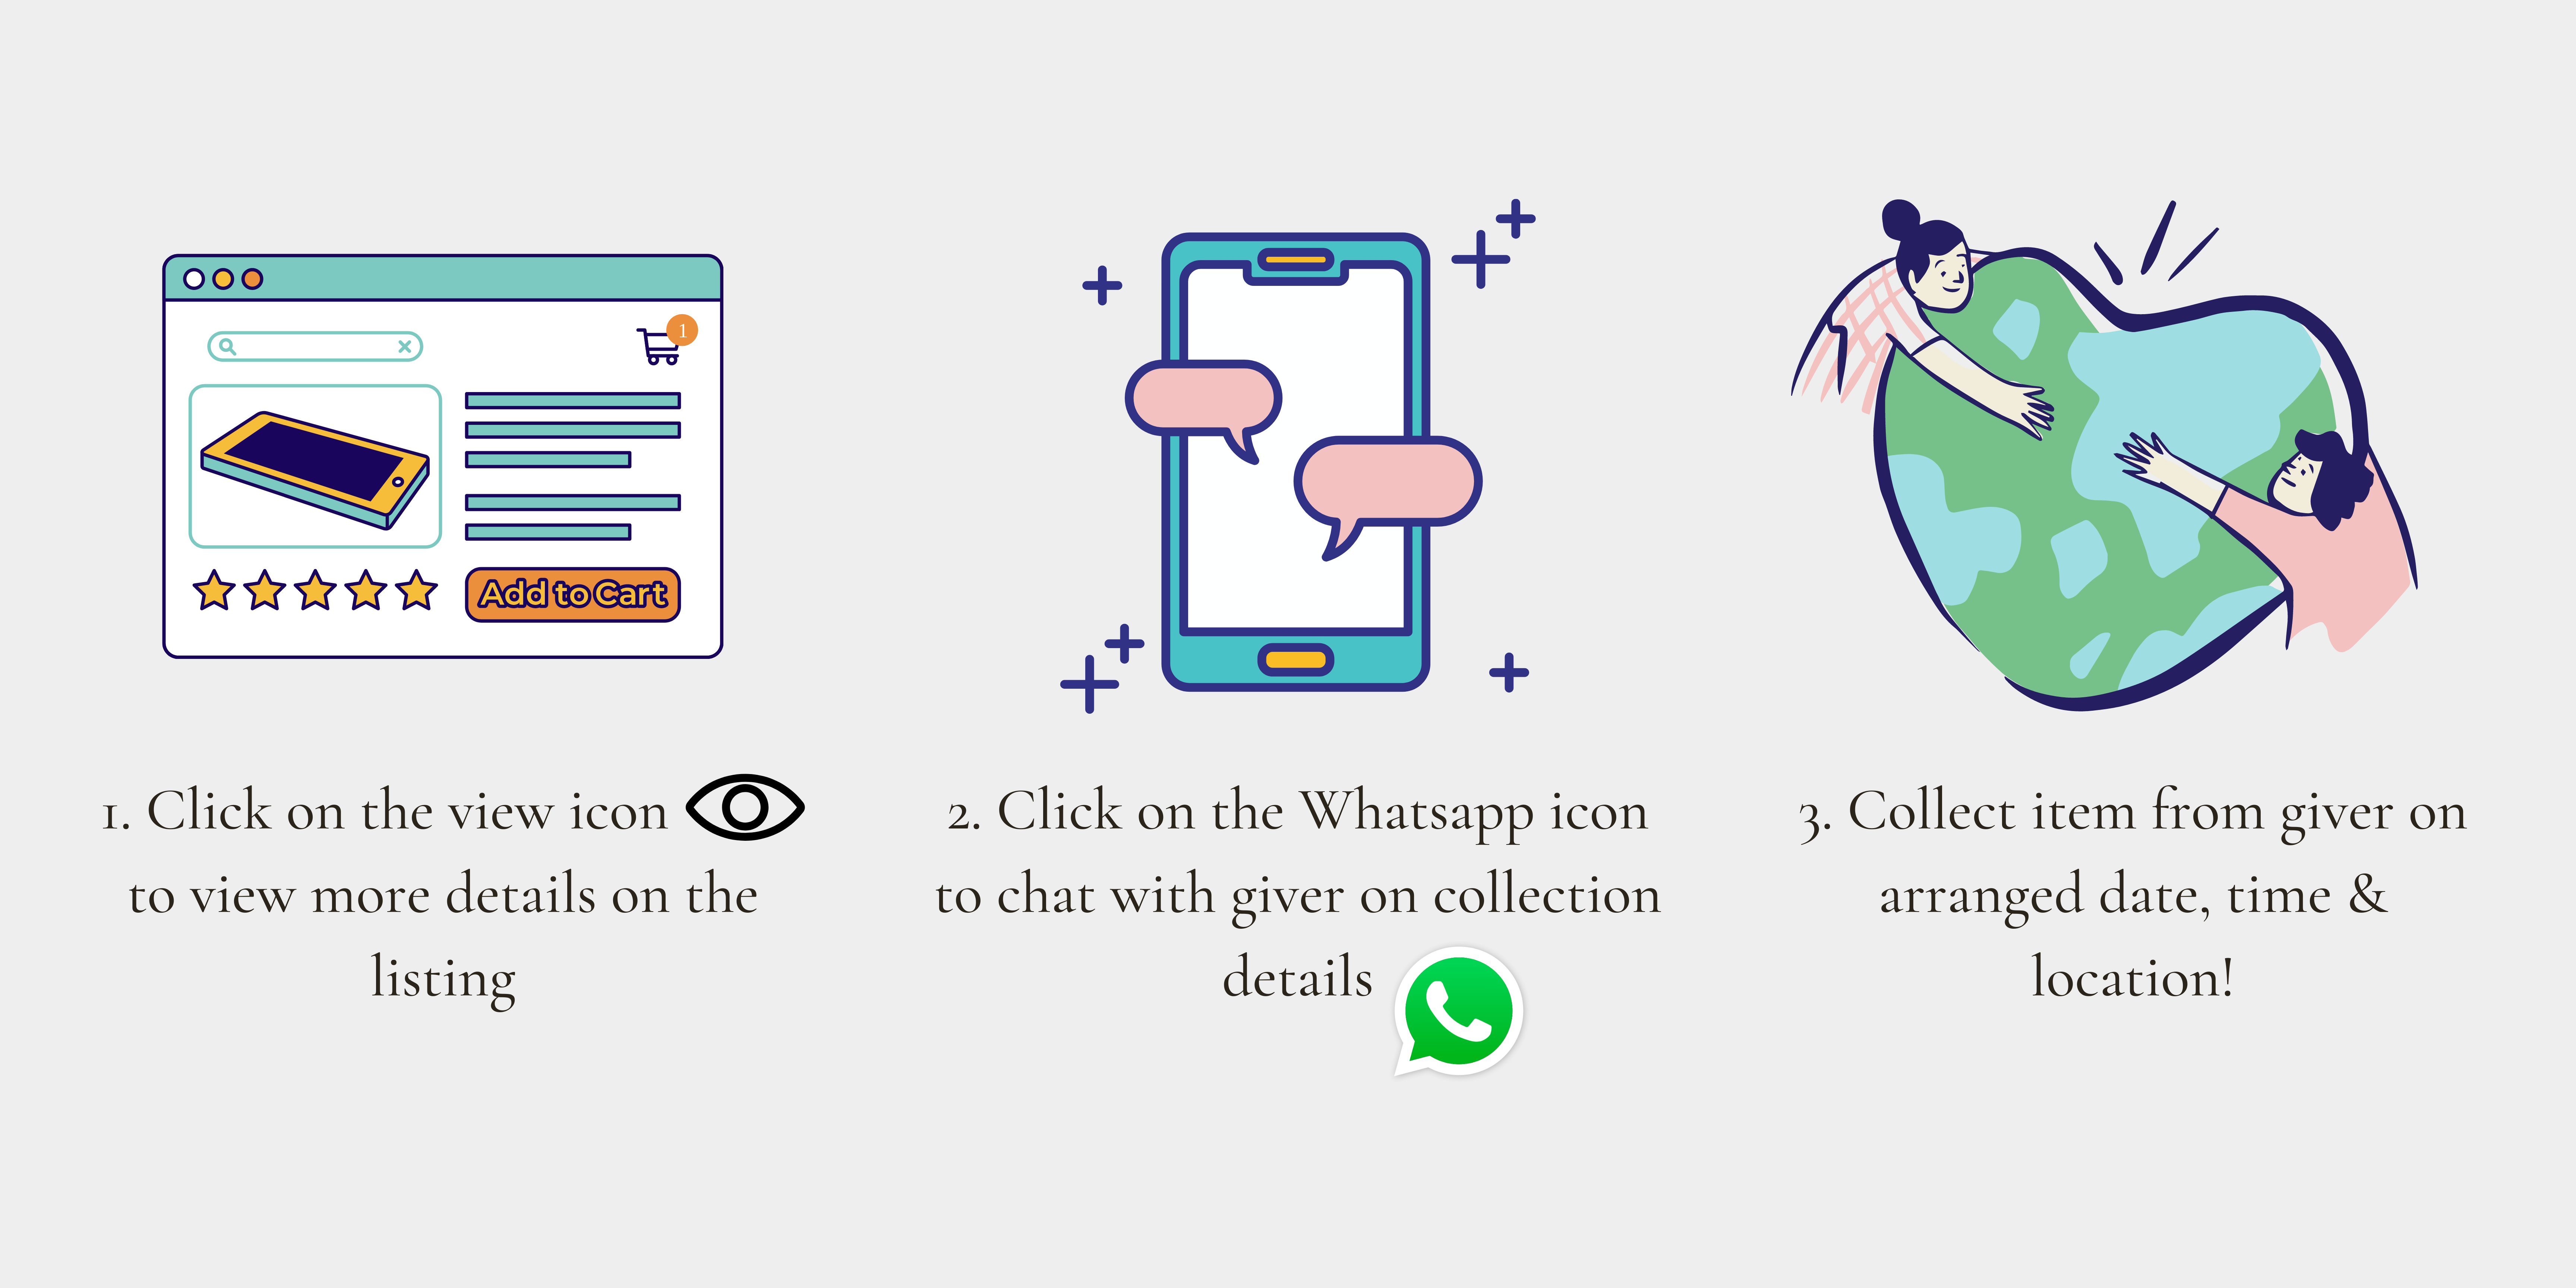 1
Add to Cart
1. Click on the view icon
to view more details on the
listing
2. Click on the Whatsapp icon
to chat with giver on collection
details
3. Collect item from giver on
arranged date, time &
location!